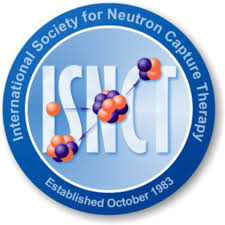 International Society for Neutron Capture Therapy
ISNCT
Established October 1983